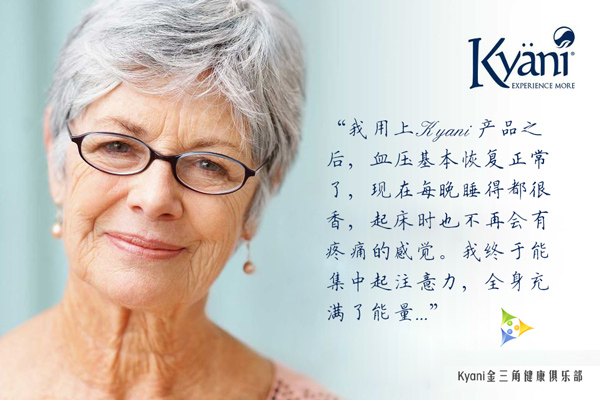 Kyäni®
EXPERIENCE MORE
“我用上Kyani产品之
后，血压基本恢复正常
了，现在每晚睡得都很
香，起床时也不再会有
疼痛的感觉。我终于能
集中起注意力，全身充
满了能量...”
Kyani金三角健康俱乐部